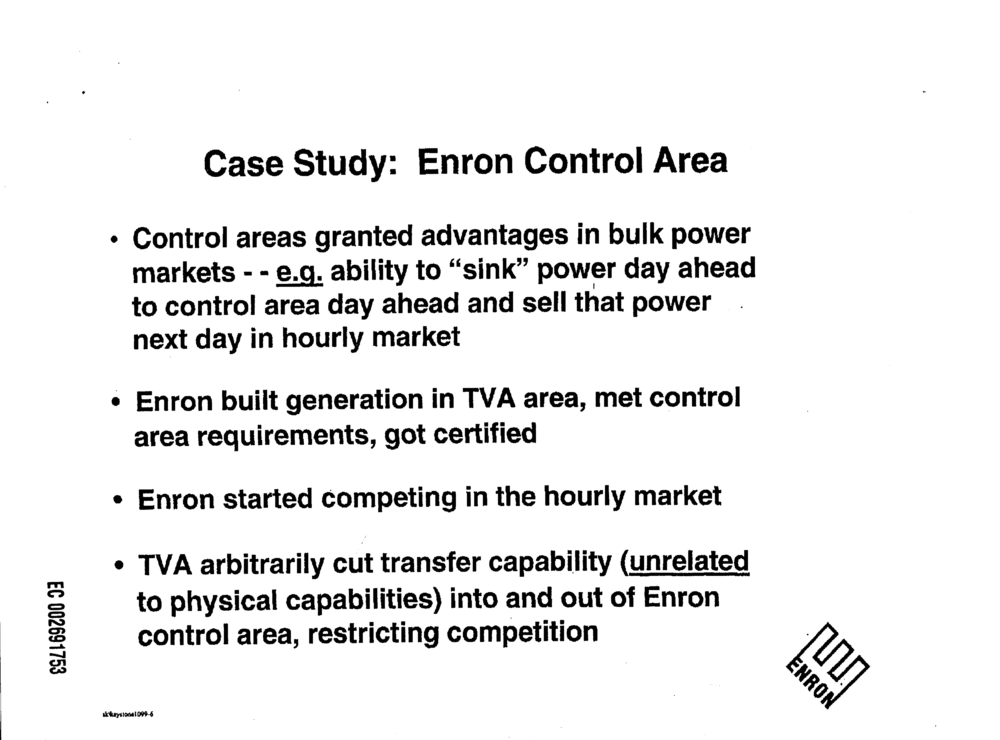 Case Study: Enron Control Area
• Control areas granted advantages in bulk power
markets - - e.g. ability to “sink” power day ahead
to control area day ahead and sell that power
next day in hourly market
• Enron built generation in TVA area, met control
area requirements, got certified
• Enron started competing in the hourly market
• TVA arbitrarily cut transfer capability (unrelated
to physical capabilities) into and out of Enron
control area, restricting competition
EC 002691753
ENRON
sk\keystone1099-6